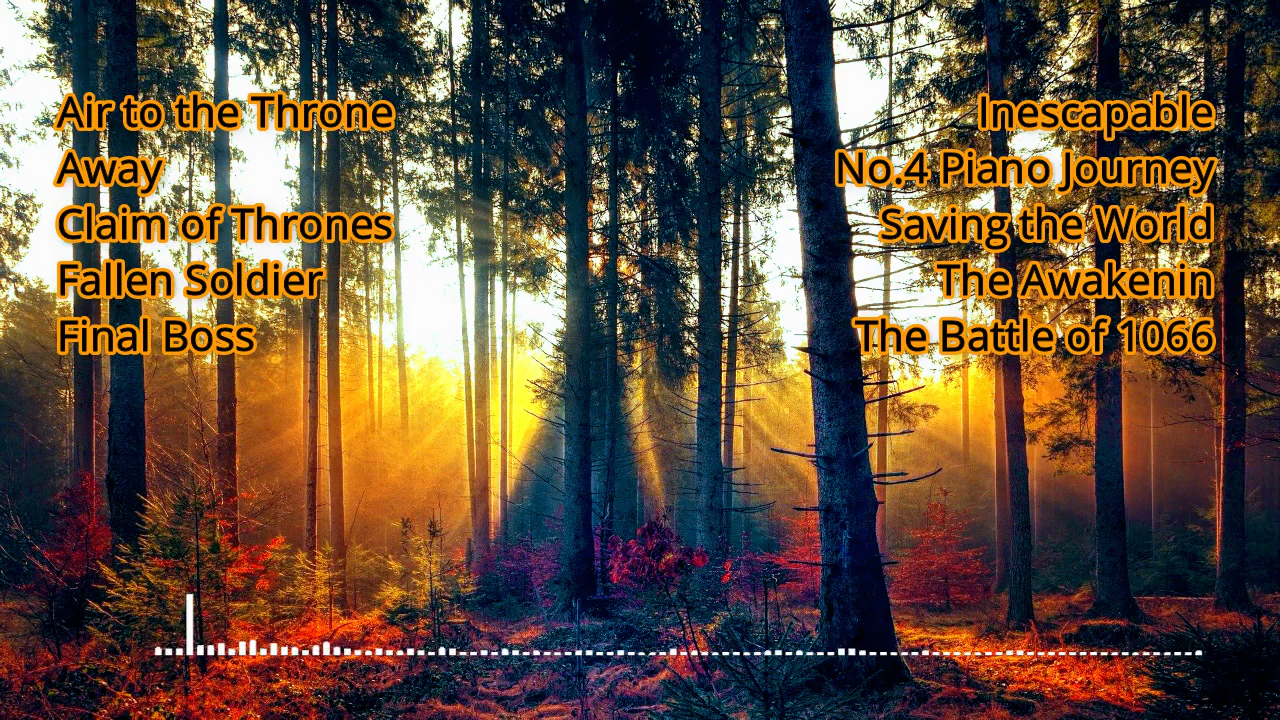 Air to the Throne
Away
Claim of Thrones
Fallen Soldier
Final Boss
Inescapable
No.4 Piano Journey
Saving the World
The Awakenin
The Battle of 1066